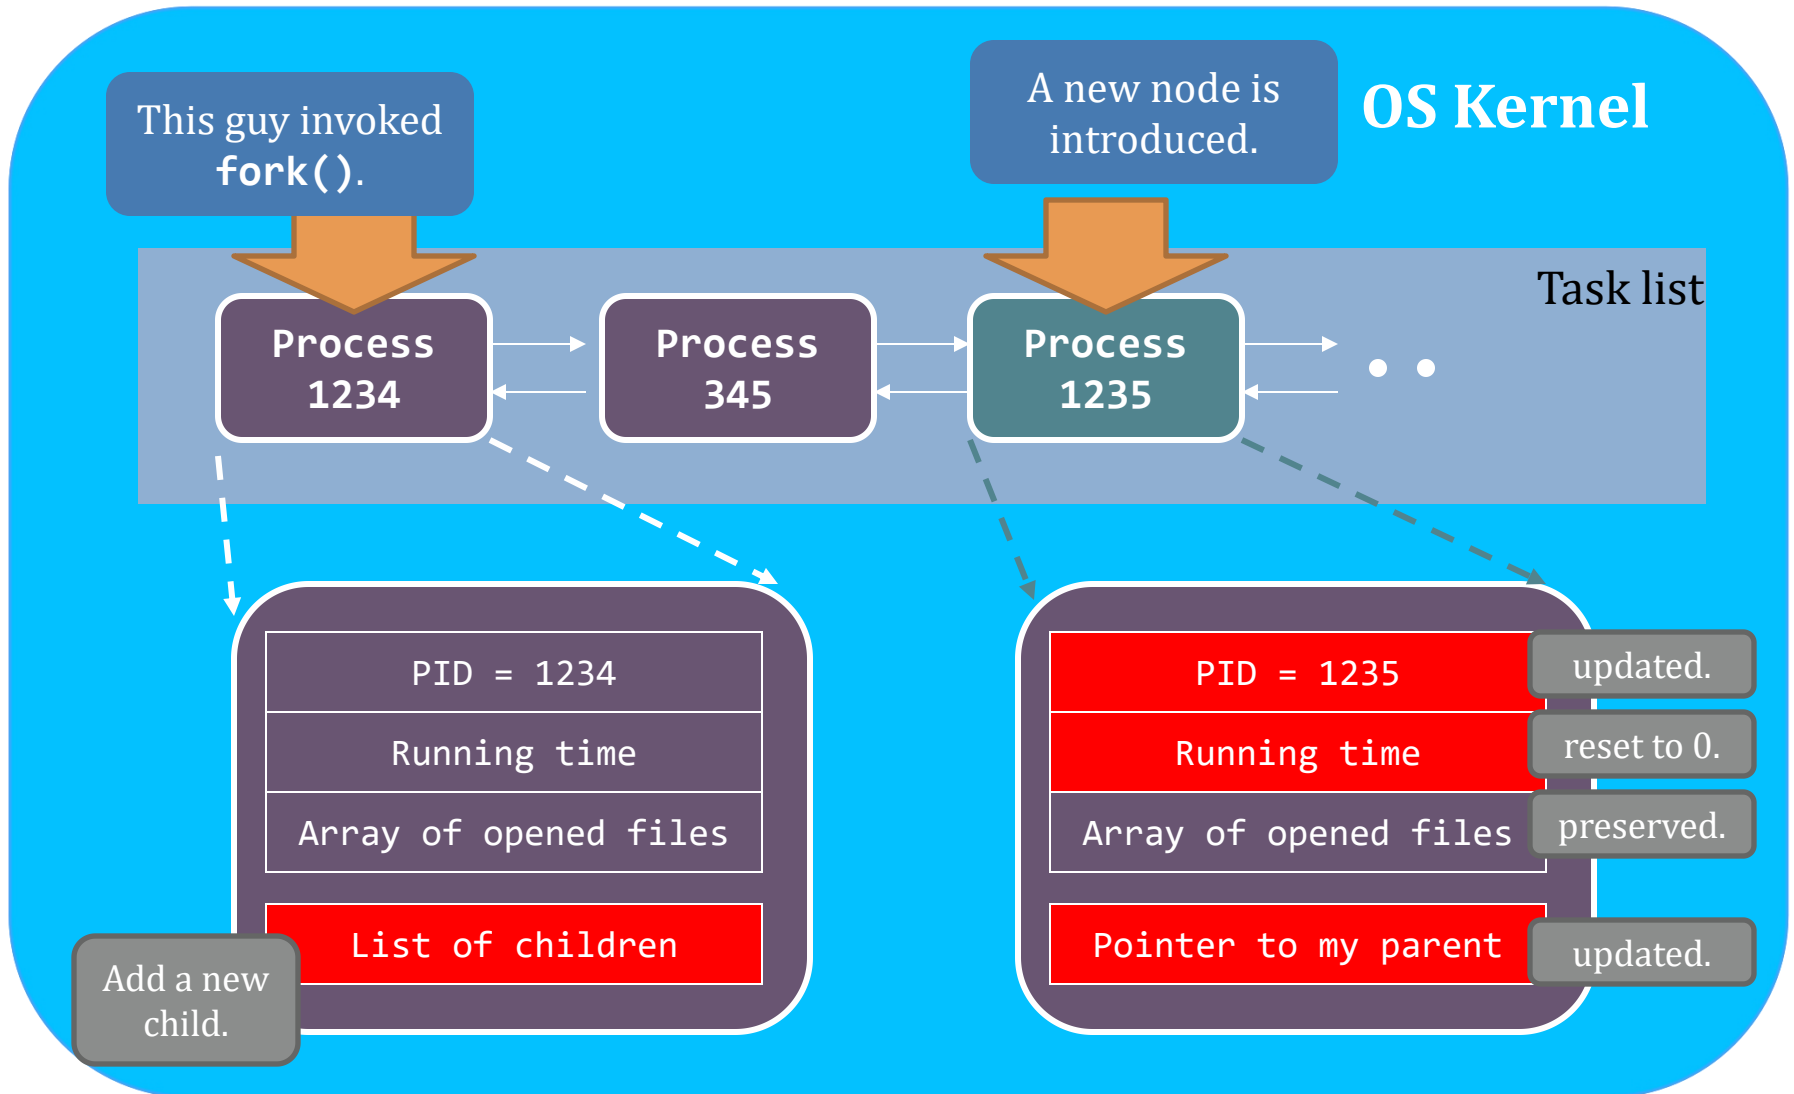 This guy invoked
fork().
A new node is
introduced.
OS Kernel
Task list
Process
1234
Process
345
Process
1235
PID = 1234
Running time
Array of opened files
List of children
Add a new
child.
PID = 1235
updated.
Running time
reset to 0.
Array of opened files
preserved.
Pointer to my parent
updated.